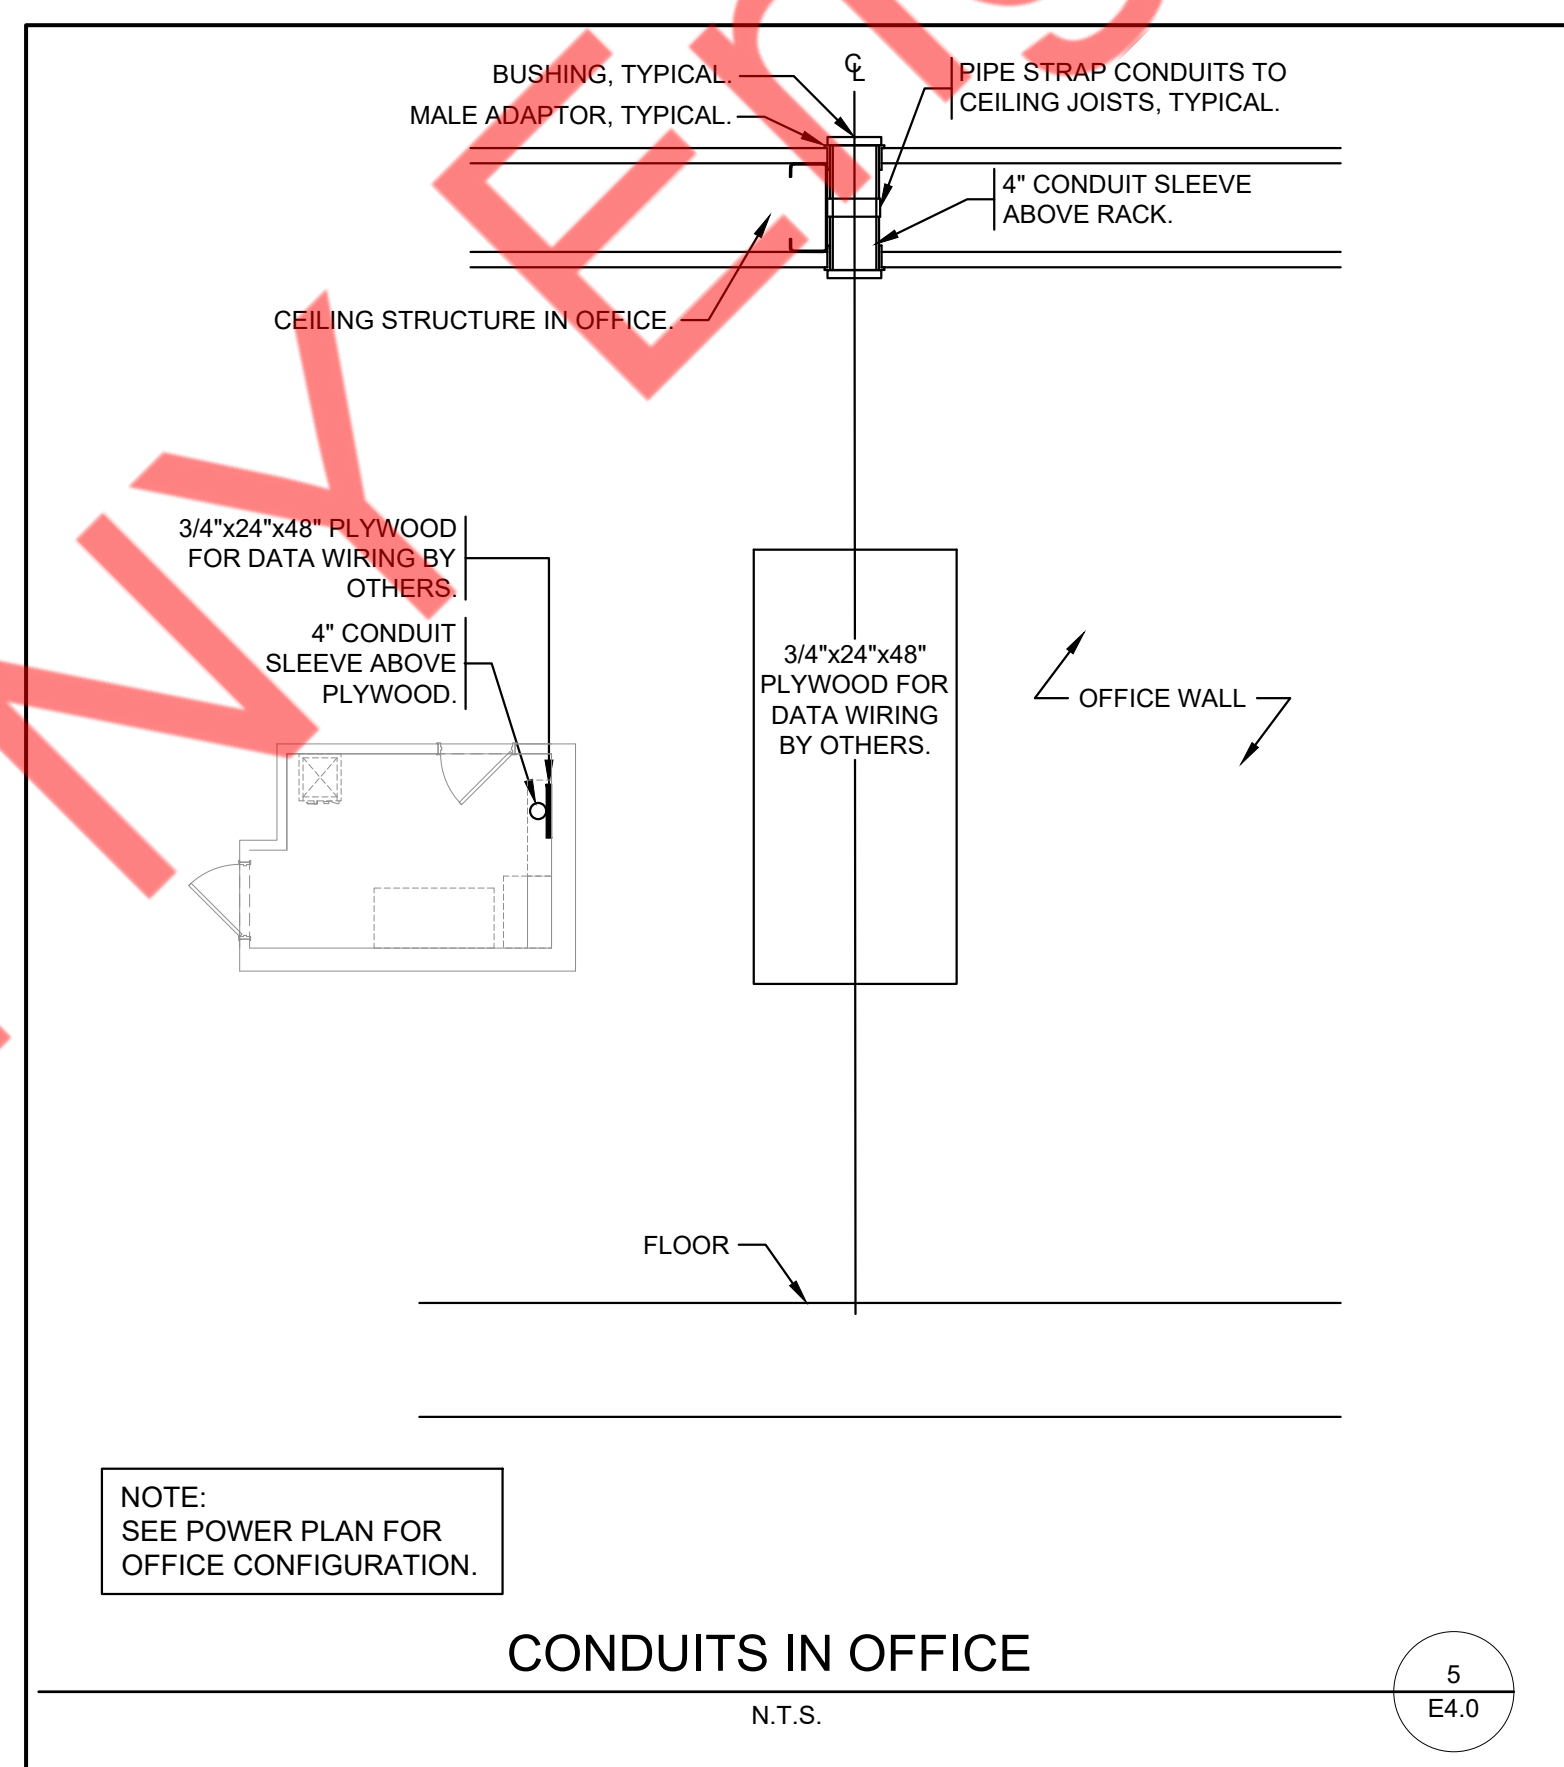 BUSHING, TYPICAL.
MALE ADAPTOR, TYPICAL.
℄
PIPE STRAP CONDUITS TO
CEILING JOISTS, TYPICAL.
4" CONDUIT SLEEVE
ABOVE RACK.
CEILING STRUCTURE IN OFFICE.
3/4"x24"x48" PLYWOOD
FOR DATA WIRING BY
OTHERS.
4" CONDUIT
SLEEVE ABOVE
PLYWOOD.
3/4"x24"x48"
PLYWOOD FOR
DATA WIRING
BY OTHERS.
OFFICE WALL
FLOOR
NOTE:
SEE POWER PLAN FOR
OFFICE CONFIGURATION.
CONDUITS IN OFFICE
N.T.S.
5
E4.0